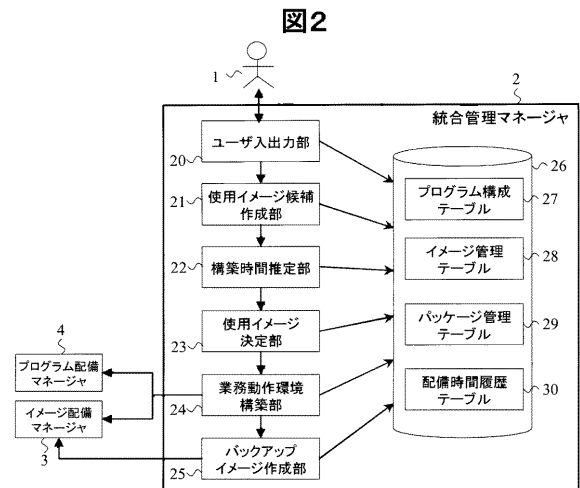 図2
1
2
統合管理マネージャ
ユーザ入出力部
20
26
使用イメージ候補
作成部
21
プログラム構成
テーブル
27
構築時間推定部
22
イメージ管理
テーブル
28
使用イメージ
決定部
23
パッケージ管理
テーブル
29
4
プログラム配備
マネージャ
業務動作環境
構築部
24
配備時間履歴
テーブル
30
イメージ配備
マネージャ
3
バックアップ
イメージ作成部
25